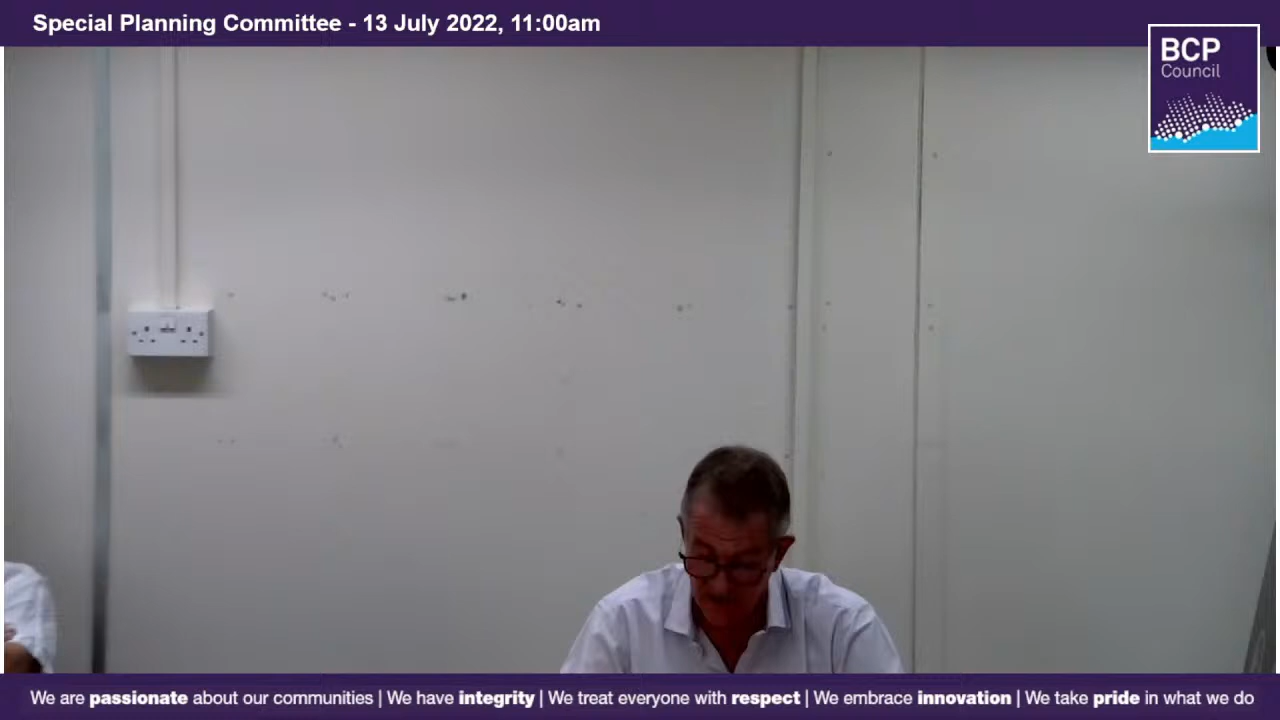 Special Planning Committee - 13 July 2022, 11:00am
BCP
Council
We are passionate about our communities | We have integrity | We treat everyone with respect | We embrace innovation | We take pride in what we do